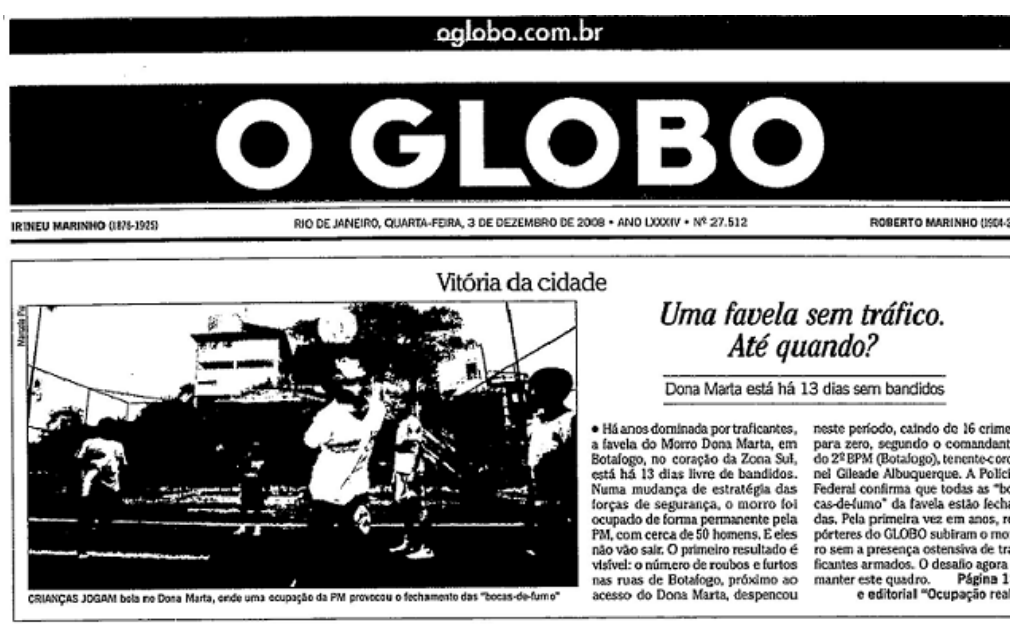 oglobo.com.br
O GLOBO
IRINEU MARINHO (1876-1925)
RIO DE JANEIRO, QUARTA-FEIRA, 3 DE DEZEMBRO DE 2008 • ANO LXXXIV • Nº 27.512
ROBERTO MARINHO (1904-2
Vitória da cidade
Uma favela sem tráfico.
Até quando?
Dona Marta está há 13 dias sem bandidos
• Há anos dominada por traficantes,
a favela do Morro Dona Marta, em
Botafogo, no coração da Zona Sul,
está há 13 dias livre de bandidos.
Numa mudança de estratégia das
forças de segurança, o morro foi
ocupado de forma permanente pela
PM, com cerca de 50 homens. E eles
não vão sair. O primeiro resultado é
visível: o número de roubos e furtos
nas ruas de Botafogo, próximo ao
acesso do Dona Marta, despencou
neste período, caindo de 16 crime
para zero, segundo o comandant
do 2º BPM (Botafogo), tenente-coro
nel Gileade Albuquerque. A Políci
Federal confirma que todas as "bo
cas-de-fumo" da favela estão fecha
das. Pela primeira vez em anos, re
pórteres do GLOBO subiram o mor
ro sem a presença ostensiva de tra
ficantes armados. O desafio agora
manter este quadro. Página 1
e editorial "Ocupação real
CRIANÇAS JOGAM bola no Dona Marta, onde uma ocupação da PM provocou o fechamento das "bocas-de-fumo"